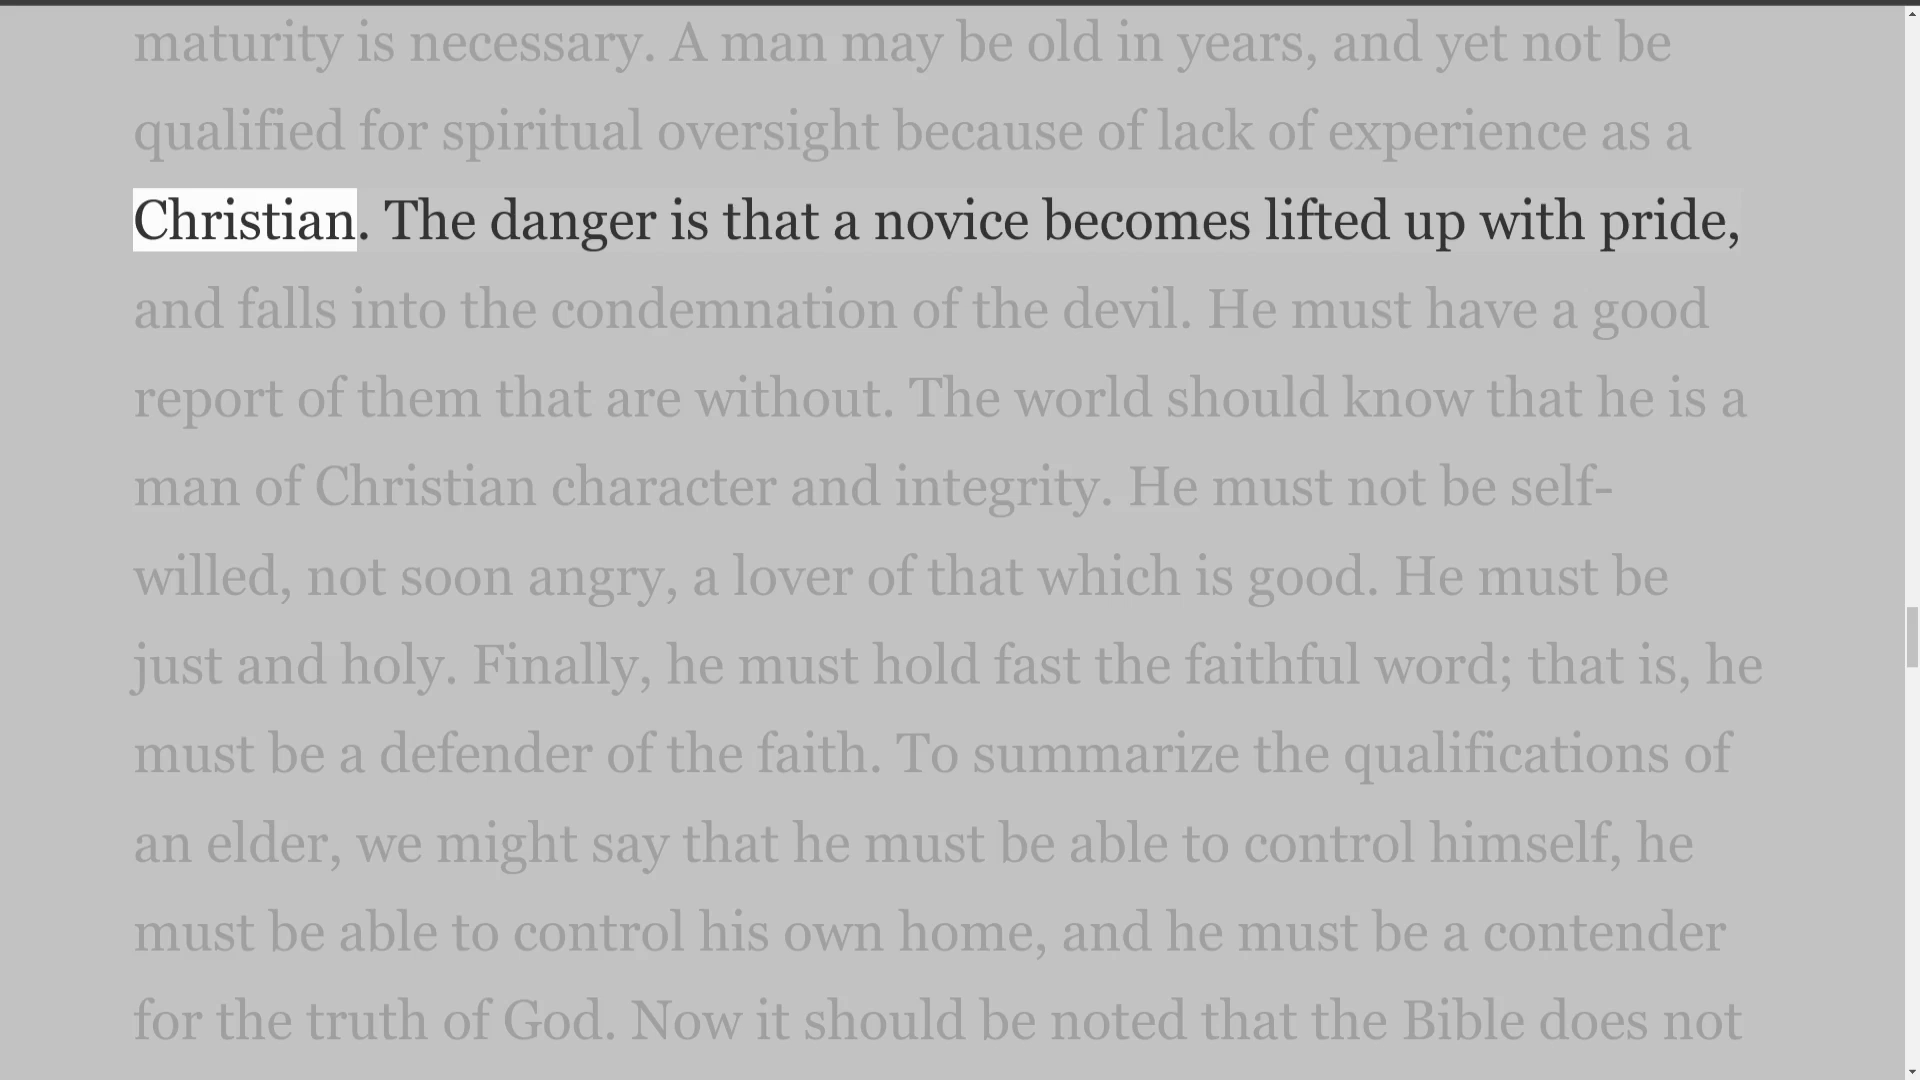 maturity is necessary. A man may be old in years, and yet not be
qualified for spiritual oversight because of lack of experience as a
Christian. The danger is that a novice becomes lifted up with pride,
and falls into the condemnation of the devil. He must have a good
report of them that are without. The world should know that he is a
man of Christian character and integrity. He must not be self-
willed, not soon angry, a lover of that which is good. He must be
just and holy. Finally, he must hold fast the faithful word; that is, he
must be a defender of the faith. To summarize the qualifications of
an elder, we might say that he must be able to control himself, he
must be able to control his own home, and he must be a contender
for the truth of God. Now it should be noted that the Bible does not